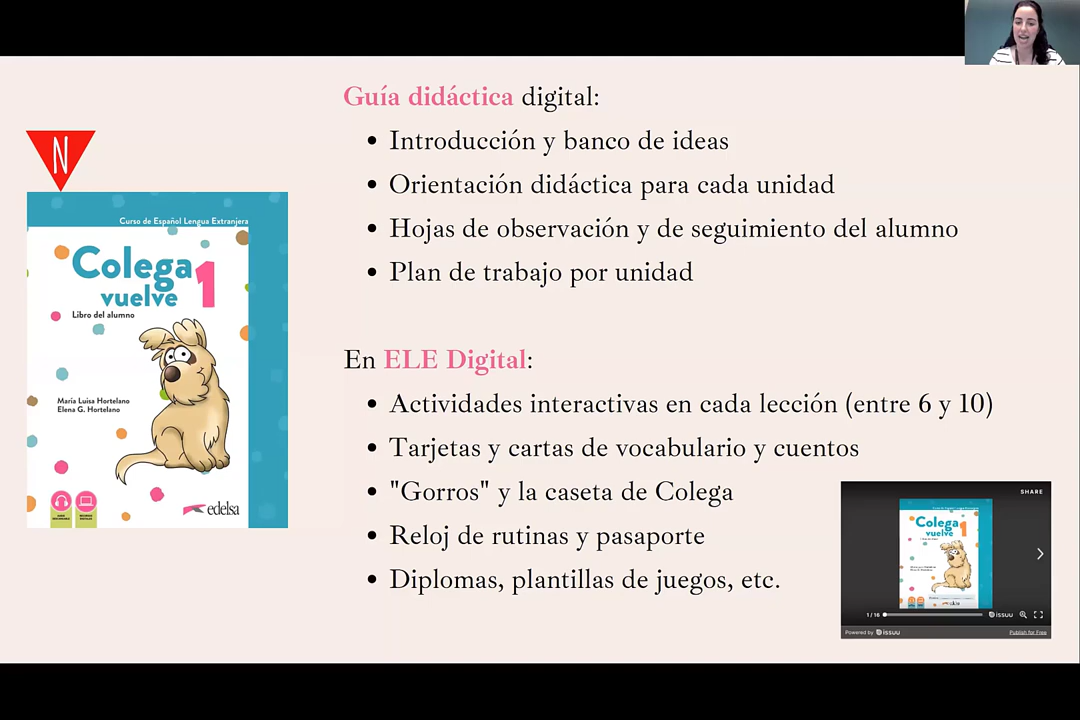 Guía didáctica digital:
• Introducción y banco de ideas
• Orientación didáctica para cada unidad
• Hojas de observación y de seguimiento del alumno
• Plan de trabajo por unidad
En ELE Digital:
• Actividades interactivas en cada lección (entre 6 y 10)
• Tarjetas y cartas de vocabulario y cuentos
• "Gorros" y la caseta de Colega
• Reloj de rutinas y pasaporte
• Diplomas, plantillas de juegos, etc.
N
Curso de Español Lengua Extranjera
Colega 1
vuelve
Libro del alumno
María Luisa Hortelano
Elena G. Hortelano
edelsa
SHARE
Colega 1
vuelve
1 / 16
issuu
Powered by issuu
Publish for Free